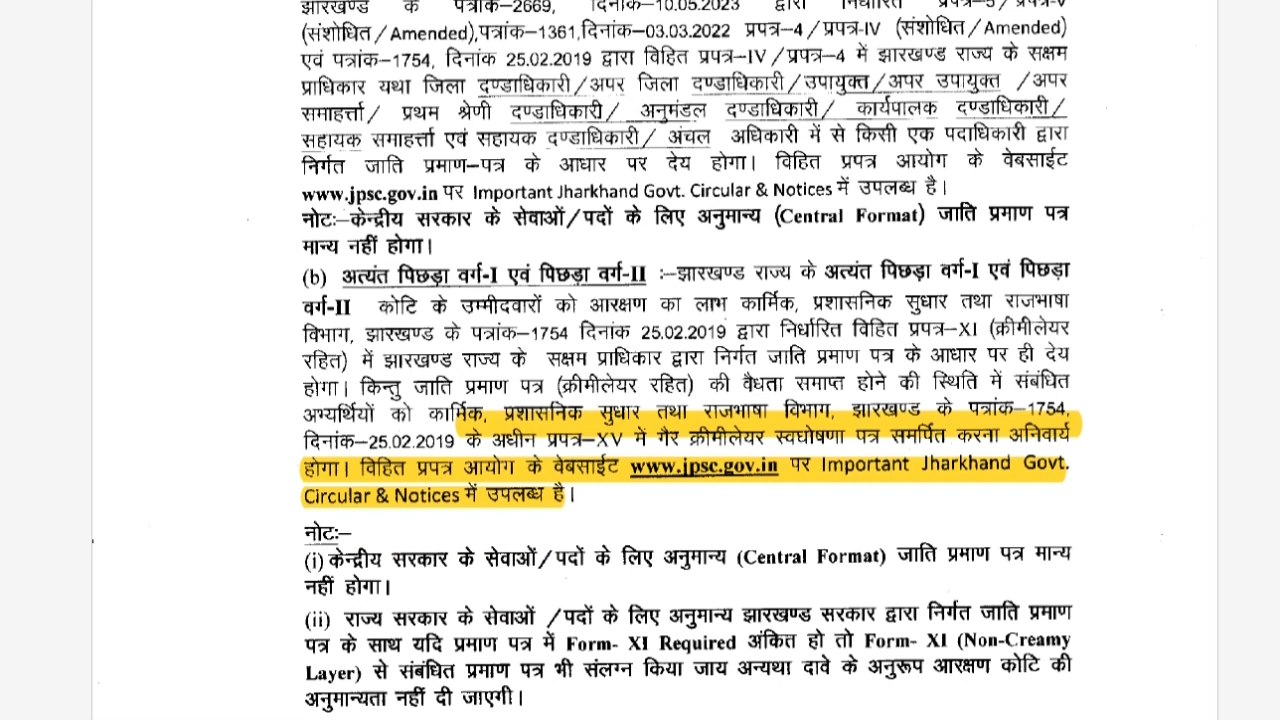 झारखण्ड के पत्रांक–2669, दिनांक–10.05.2023 द्वारा निर्धारित प्रपत्र–5/प्रपत्र-V
(संशोधित/Amended),पत्रांक–1361,दिनांक–03.03.2022 प्रपत्र–4/प्रपत्र-IV (संशोधित/Amended)
एवं पत्रांक–1754, दिनांक 25.02.2019 द्वारा विहित प्रपत्र–IV/प्रपत्र–4 में झारखण्ड राज्य के सक्षम
प्राधिकार यथा जिला दण्डाधिकारी/अपर जिला दण्डाधिकारी/उपायुक्त/अपर उपायुक्त /अपर
समाहर्त्ता/ प्रथम श्रेणी दण्डाधिकारी/ अनुमंडल दण्डाधिकारी/ कार्यपालक दण्डाधिकारी/
सहायक समाहर्त्ता एवं सहायक दण्डाधिकारी/ अंचल अधिकारी में से किसी एक पदाधिकारी द्वारा
निर्गत जाति प्रमाण–पत्र के आधार पर देय होगा। विहित प्रपत्र आयोग के वेबसाईट
www.jpsc.gov.in पर Important Jharkhand Govt. Circular & Notices में उपलब्ध है।
नोटः–केन्द्रीय सरकार के सेवाओं/पदों के लिए अनुमान्य (Central Format) जाति प्रमाण पत्र
मान्य नहीं होगा।
(b) अत्यंत पिछड़ा वर्ग-I एवं पिछड़ा वर्ग-II :–झारखण्ड राज्य के अत्यंत पिछड़ा वर्ग-I एवं पिछड़ा
वर्ग-II कोटि के उम्मीदवारों को आरक्षण का लाभ कार्मिक, प्रशासनिक सुधार तथा राजभाषा
विभाग, झारखण्ड के पत्रांक–1754 दिनांक 25.02.2019 द्वारा निर्धारित विहित प्रपत्र–XI (क्रीमीलेयर
रहित) में झारखण्ड राज्य के सक्षम प्राधिकार द्वारा निर्गत जाति प्रमाण पत्र के आधार पर ही देय
होगा। किन्तु जाति प्रमाण पत्र (क्रीमीलेयर रहित) की वैधता समाप्त होने की स्थिति में संबंधित
अभ्यर्थियों को कार्मिक, प्रशासनिक सुधार तथा राजभाषा विभाग, झारखण्ड के पत्रांक–1754,
दिनांक–25.02.2019 के अधीन प्रपत्र–XV में गैर क्रीमीलेयर स्वघोषणा पत्र समर्पित करना अनिवार्य
होगा। विहित प्रपत्र आयोग के वेबसाईट www.jpsc.gov.in पर Important Jharkhand Govt.
Circular & Notices में उपलब्ध है।
नोटः–
(i) केन्द्रीय सरकार के सेवाओं/पदों के लिए अनुमान्य (Central Format) जाति प्रमाण पत्र मान्य
नहीं होगा।
(ii) राज्य सरकार के सेवाओं /पदों के लिए अनुमान्य झारखण्ड सरकार द्वारा निर्गत जाति प्रमाण
पत्र के साथ यदि प्रमाण पत्र में Form- XI Required अंकित हो तो Form- XI (Non-Creamy
Layer) से संबंधित प्रमाण पत्र भी संलग्न किया जाय अन्यथा दावे के अनुरूप आरक्षण कोटि की
अनुमान्यता नहीं दी जाएगी।